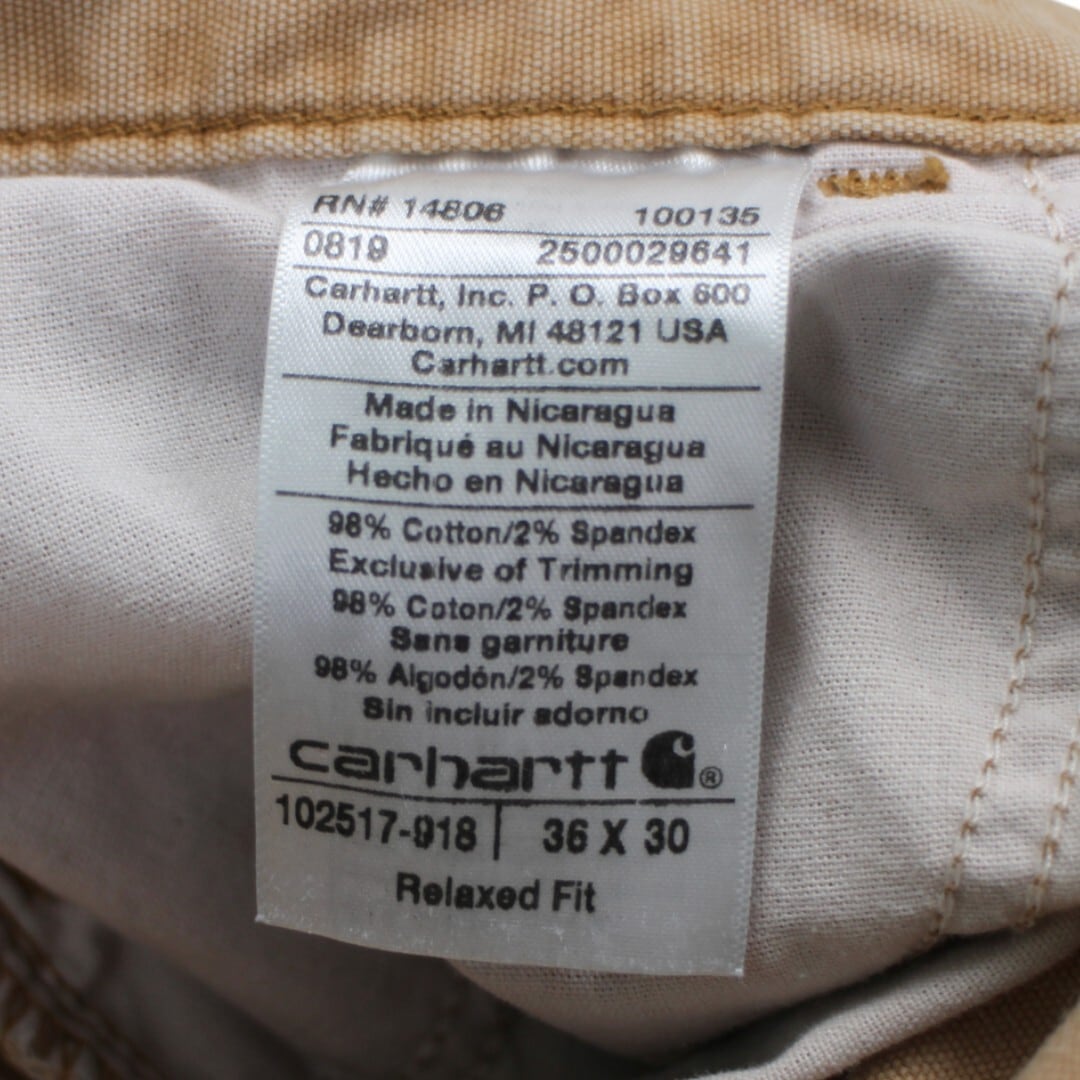 RN# 14806 100135
0819 2500029641
Carhartt, Inc. P. O. Box 600
Dearborn, MI 48121 USA
Carhartt.com
Made in Nicaragua
Fabriqué au Nicaragua
Hecho en Nicaragua
98% Cotton/2% Spandex
Exclusive of Trimming
98% Coton/2% Spandex
Sans garniture
98% Algodón/2% Spandex
Sin incluir adorno
carhartt ®
102517-918 | 36 X 30
Relaxed Fit